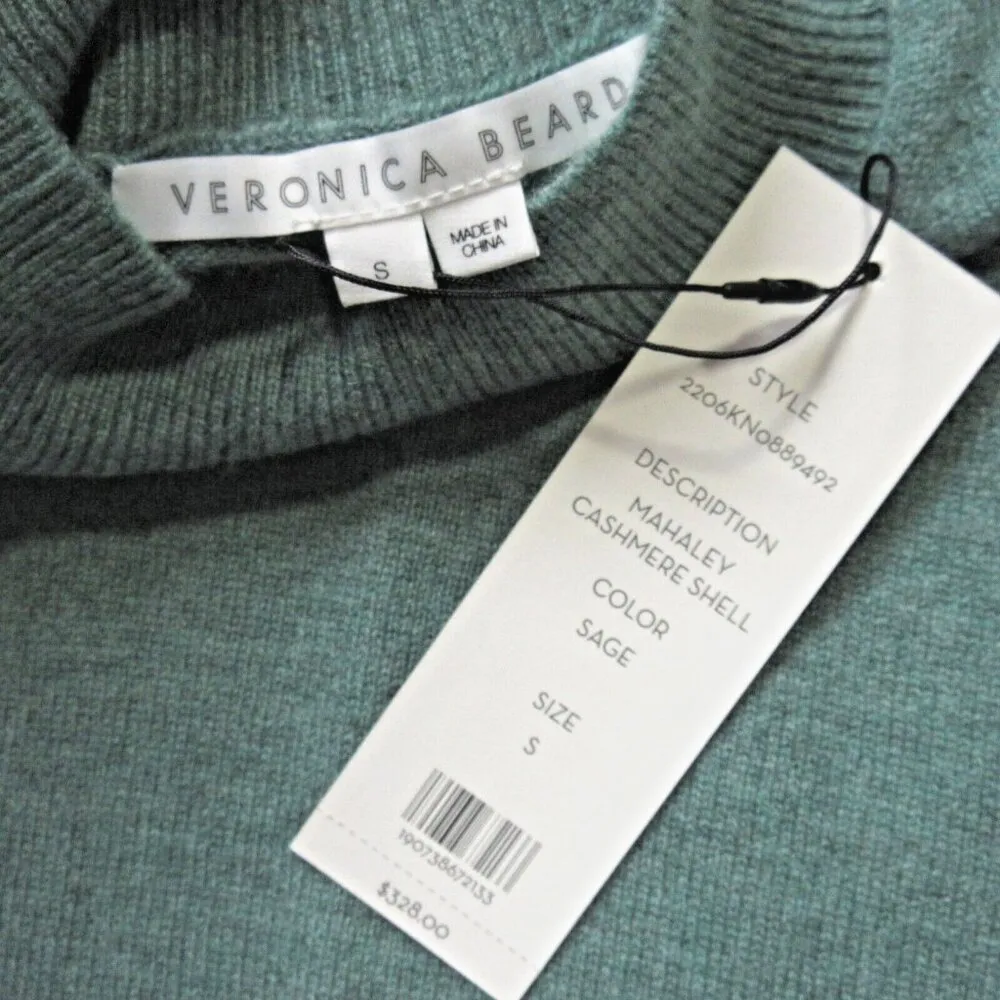 VERONICA BEARD
S
MADE IN
CHINA
STYLE
2206KN0889492
DESCRIPTION
MAHALEY
CASHMERE SHELL
COLOR
SAGE
SIZE
S
190738672133
$328.00